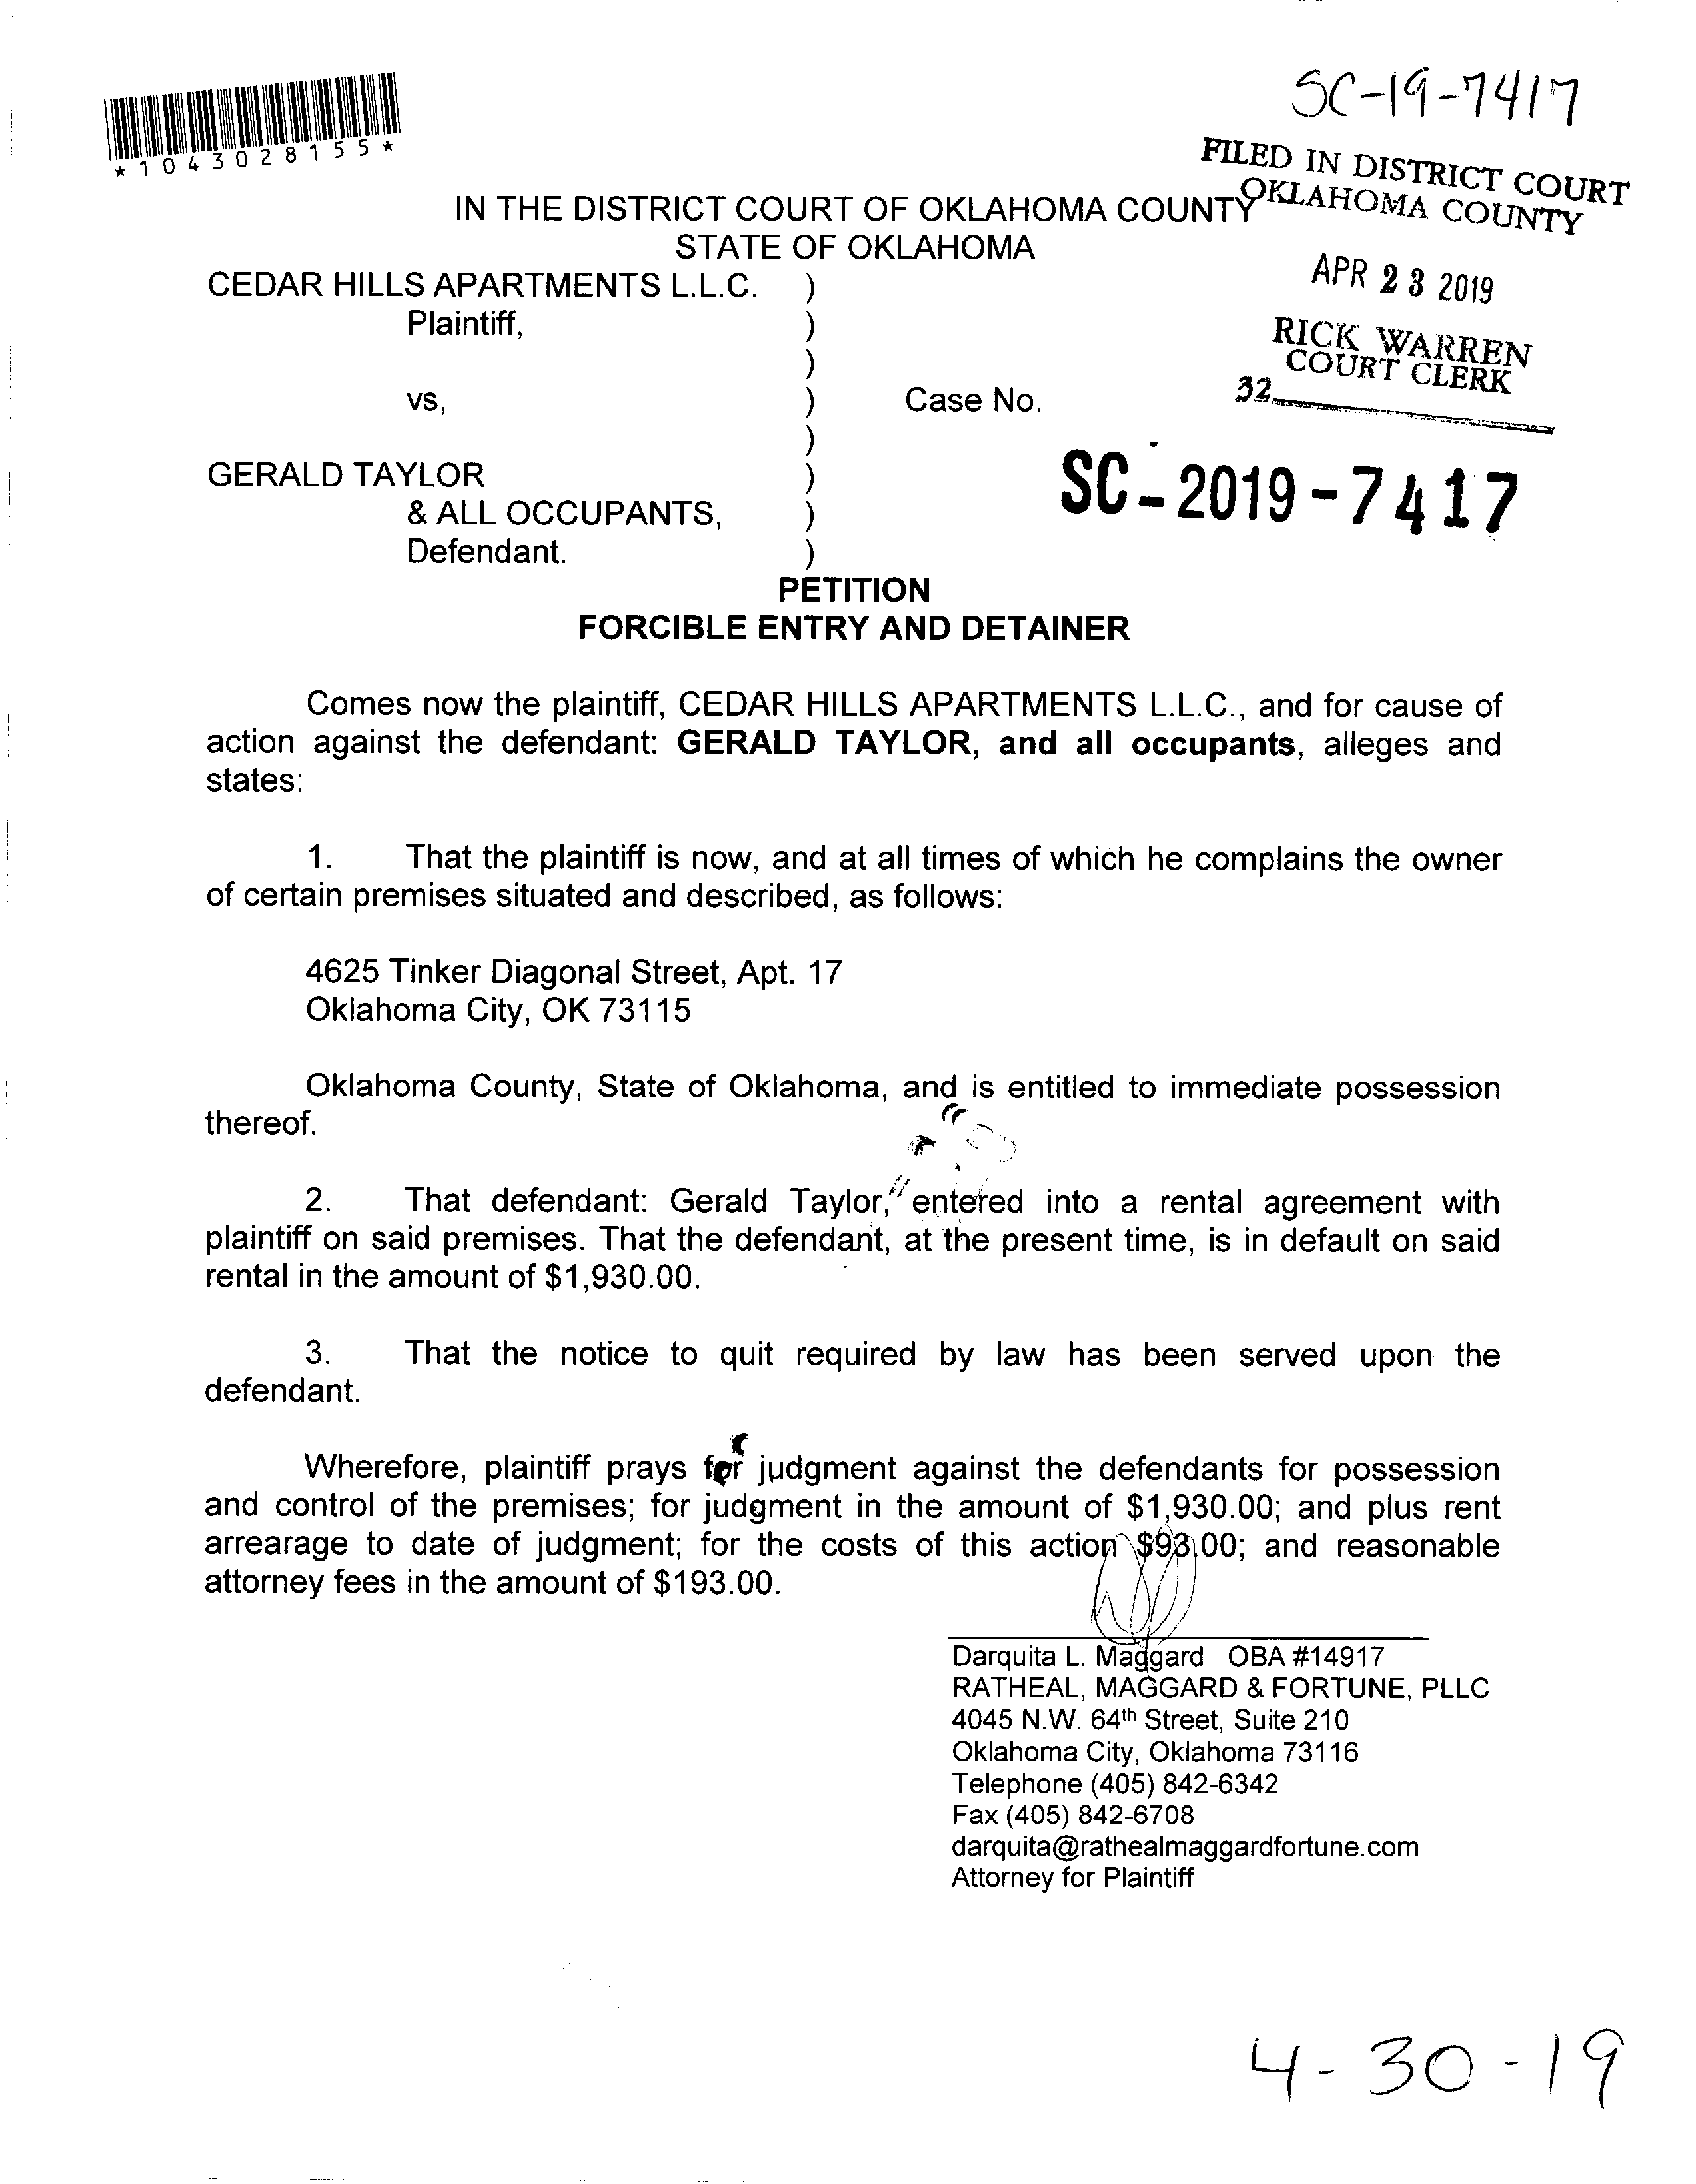 SC-19-7417
*1043028155*
FILED IN DISTRICT COURT
OKLAHOMA COUNTY
IN THE DISTRICT COURT OF OKLAHOMA COUNTY
STATE OF OKLAHOMA
APR 23 2019
RICK WARREN
COURT CLERK
32
CEDAR HILLS APARTMENTS L.L.C. )
Plaintiff, )
)
vs, ) Case No.
)
SC-2019-7417
GERALD TAYLOR )
& ALL OCCUPANTS, )
Defendant. )
PETITION
FORCIBLE ENTRY AND DETAINER
Comes now the plaintiff, CEDAR HILLS APARTMENTS L.L.C., and for cause of
action against the defendant: GERALD TAYLOR, and all occupants, alleges and
states:
1. That the plaintiff is now, and at all times of which he complains the owner
of certain premises situated and described, as follows:
4625 Tinker Diagonal Street, Apt. 17
Oklahoma City, OK 73115
Oklahoma County, State of Oklahoma, and is entitled to immediate possession
thereof.
2. That defendant: Gerald Taylor, entered into a rental agreement with
plaintiff on said premises. That the defendant, at the present time, is in default on said
rental in the amount of $1,930.00.
3. That the notice to quit required by law has been served upon the
defendant.
Wherefore, plaintiff prays for judgment against the defendants for possession
and control of the premises; for judgment in the amount of $1,930.00; and plus rent
arrearage to date of judgment; for the costs of this action $93.00; and reasonable
attorney fees in the amount of $193.00.
Darquita L. Maggard OBA #14917
RATHEAL, MAGGARD & FORTUNE, PLLC
4045 N.W. 64th Street, Suite 210
Oklahoma City, Oklahoma 73116
Telephone (405) 842-6342
Fax (405) 842-6708
darquita@rathealmaggardfortune.com
Attorney for Plaintiff
4-30-19